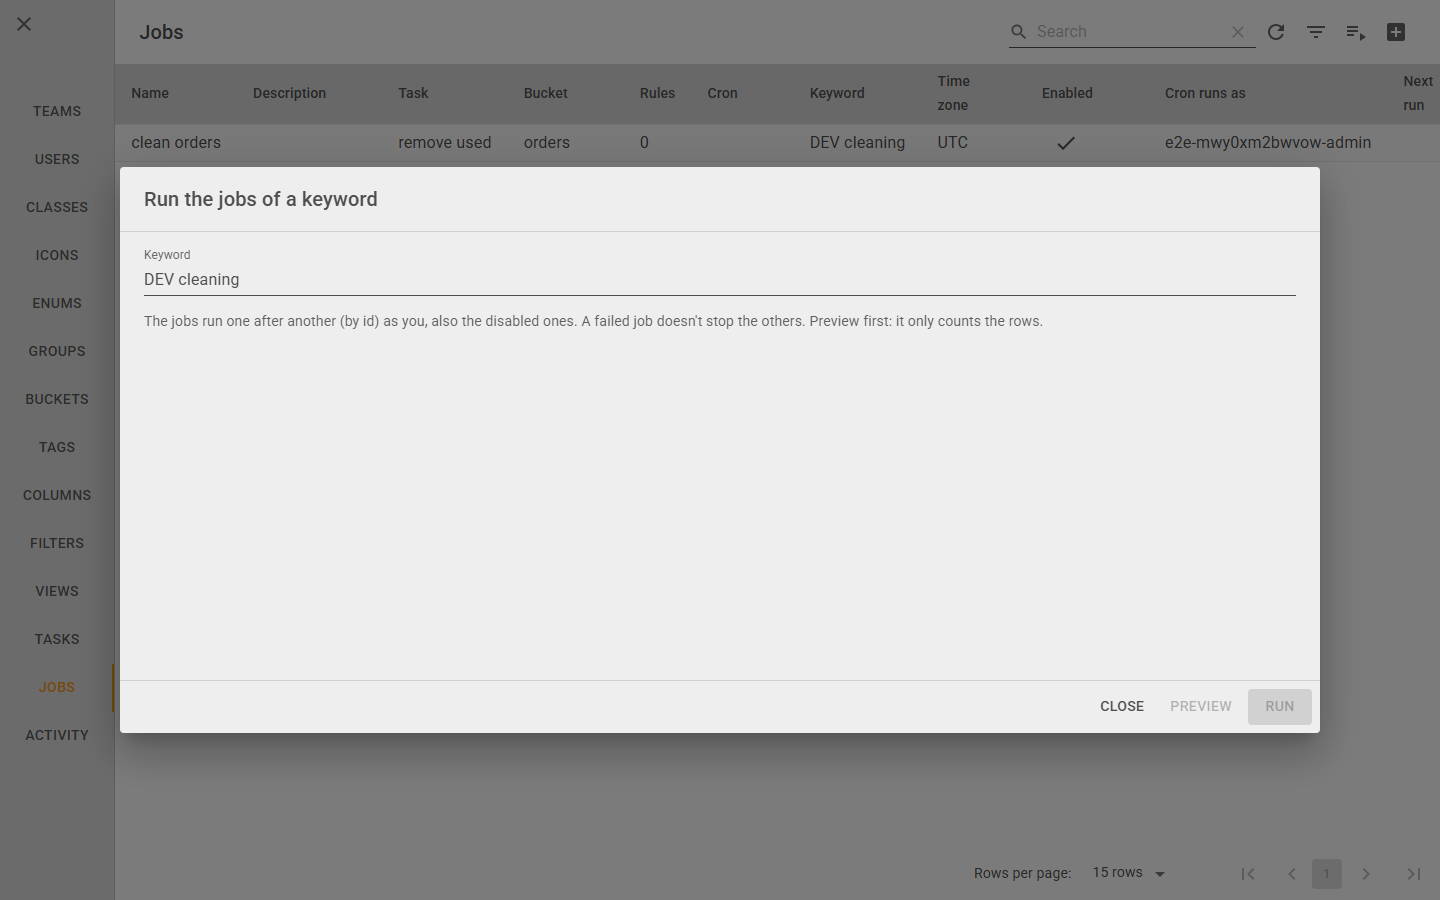 Jobs
Search
TEAMS
USERS
CLASSES
ICONS
ENUMS
GROUPS
BUCKETS
TAGS
COLUMNS
FILTERS
VIEWS
TASKS
JOBS
ACTIVITY
Name Description Task Bucket Rules Cron Keyword Time zone Enabled Cron runs as Next run
clean orders remove used orders 0 DEV cleaning UTC e2e-mwy0xm2bwvow-admin
Run the jobs of a keyword
Keyword
DEV cleaning
The jobs run one after another (by id) as you, also the disabled ones. A failed job doesn't stop the others. Preview first: it only counts the rows.
CLOSE PREVIEW RUN
Rows per page: 15 rows 1